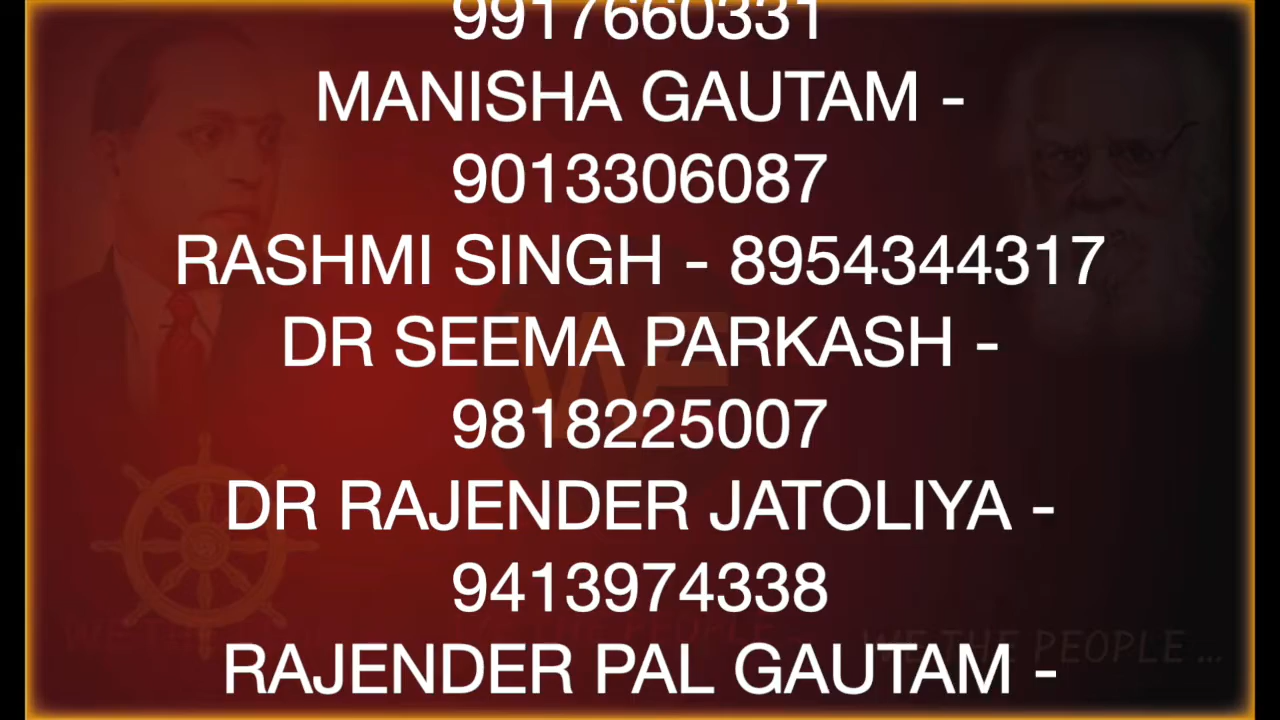 9917660331
MANISHA GAUTAM -
9013306087
RASHMI SINGH - 8954344317
DR SEEMA PARKASH -
9818225007
DR RAJENDER JATOLIYA -
9413974338
RAJENDER PAL GAUTAM -
WE
WE THE PEOPLE ...